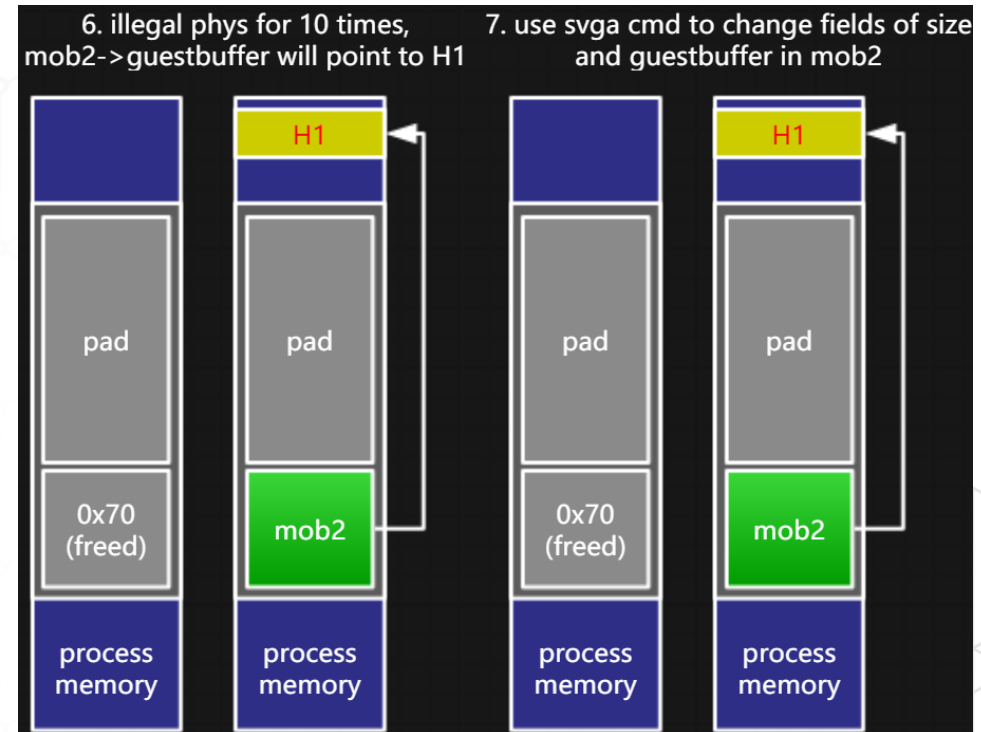 6. illegal phys for 10 times,
mob2->guestbuffer will point to H1
7. use svga cmd to change fields of size
and guestbuffer in mob2
H1
H1
pad
pad
pad
pad
0x70
(freed)
mob2
0x70
(freed)
mob2
process
memory
process
memory
process
memory
process
memory